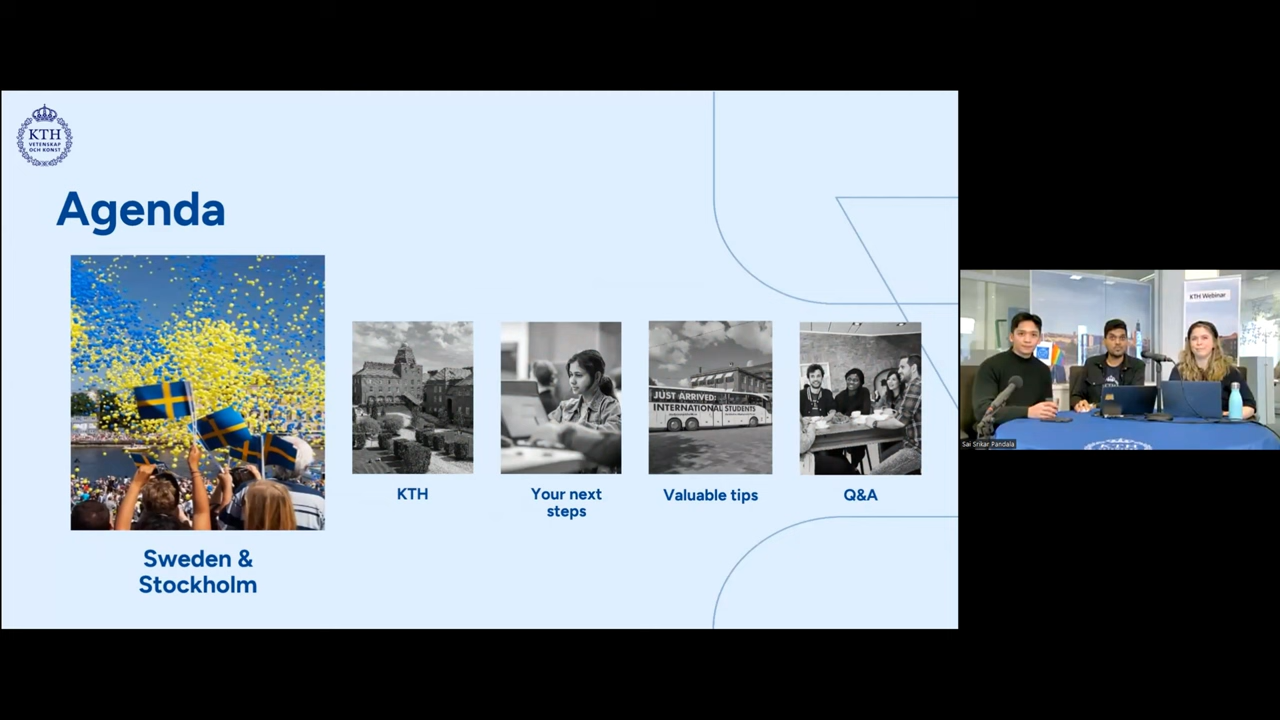 KTH
VETENSKAP
OCH KONST
Agenda
JUST ARRIVED:
INTERNATIONAL STUDENTS
Sweden &
Stockholm
KTH
Your next
steps
Valuable tips
Q&A
KTH Webinar
Sai Srikar Pandala